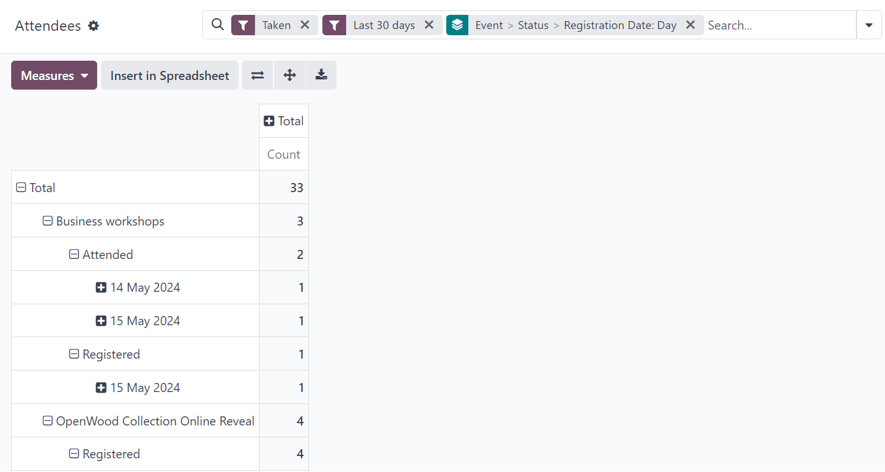 Attendees Taken Last 30 days Event > Status > Registration Date: Day Search...
Measures Insert in Spreadsheet
Total
Count
Total 33
Business workshops 3
Attended 2
14 May 2024 1
15 May 2024 1
Registered 1
15 May 2024 1
OpenWood Collection Online Reveal 4
Registered 4